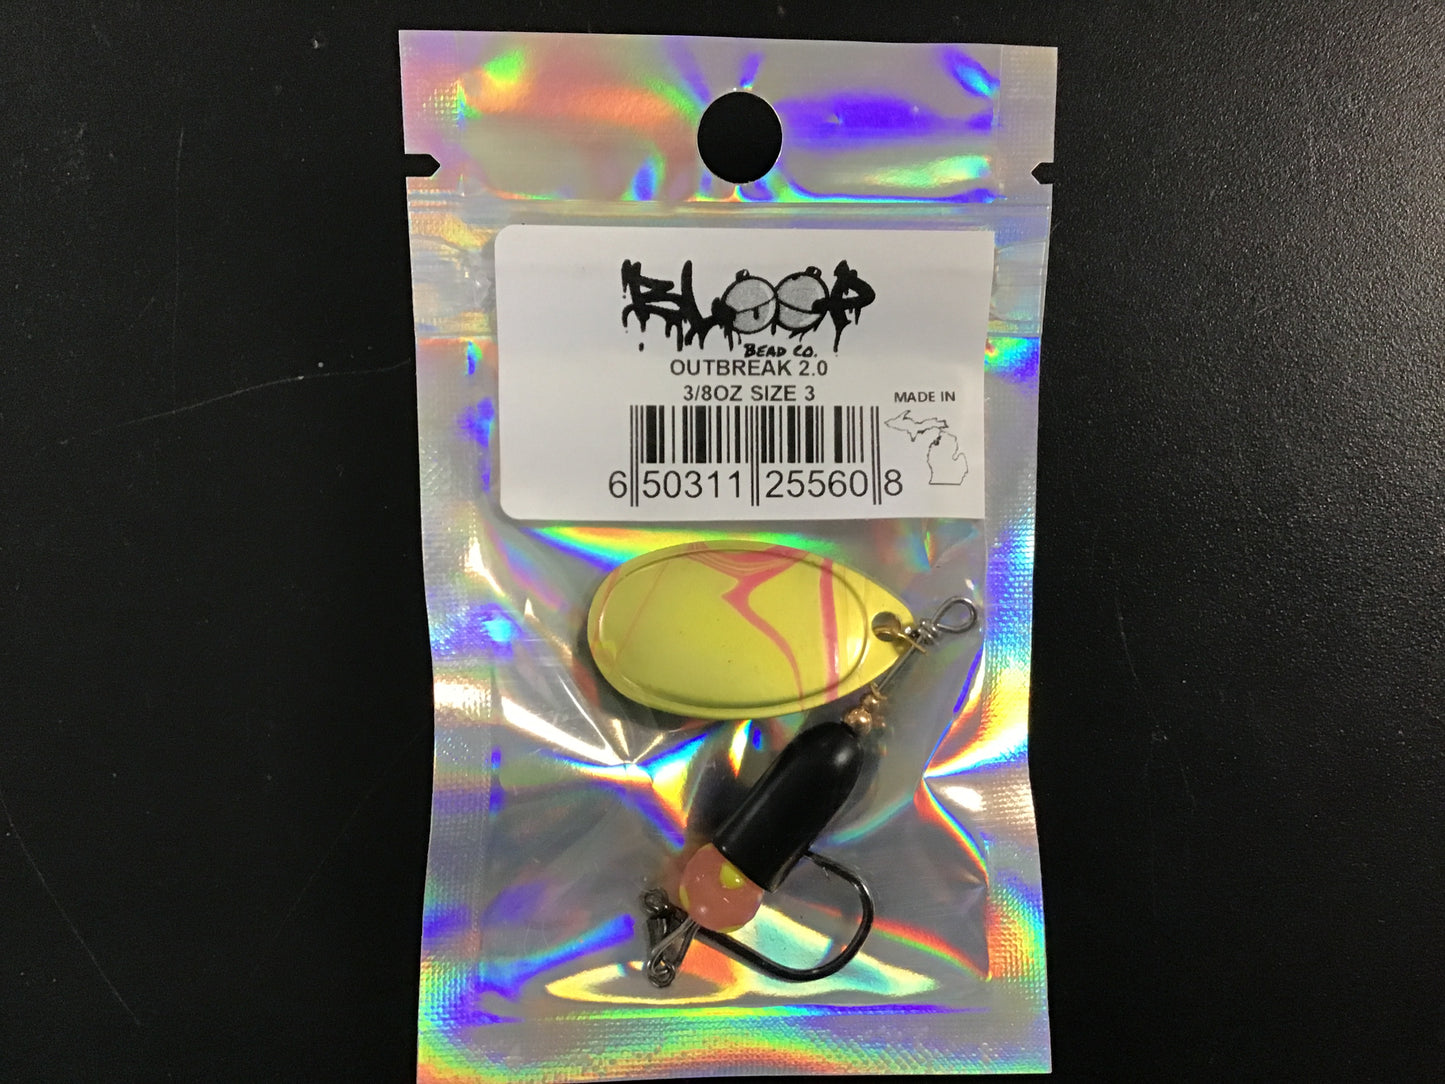 BLOOP
BEAD CO.
OUTBREAK 2.0
3/8OZ SIZE 3
MADE IN
6 50311 25560 8